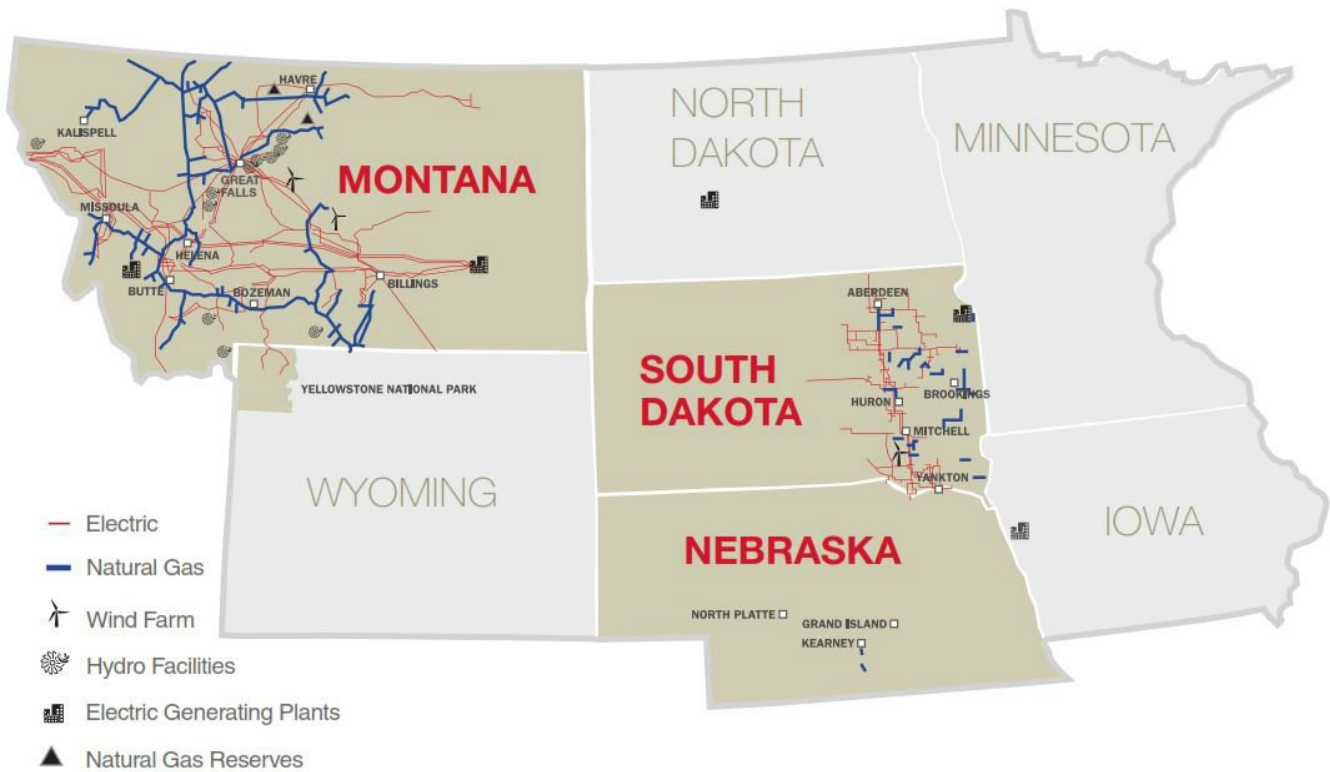 HAVRE
KALISPELL
GREAT
FALLS
MONTANA
MISSOULA
HELENA
BUTTE
BOZEMAN
BILLINGS
NORTH
DAKOTA
MINNESOTA
ABERDEEN
SOUTH
DAKOTA
BROOKINGS
HURON
MITCHELL
YANKTON
YELLOWSTONE NATIONAL PARK
WYOMING
IOWA
NEBRASKA
NORTH PLATTE
GRAND ISLAND
KEARNEY
Electric
Natural Gas
Wind Farm
Hydro Facilities
Electric Generating Plants
Natural Gas Reserves